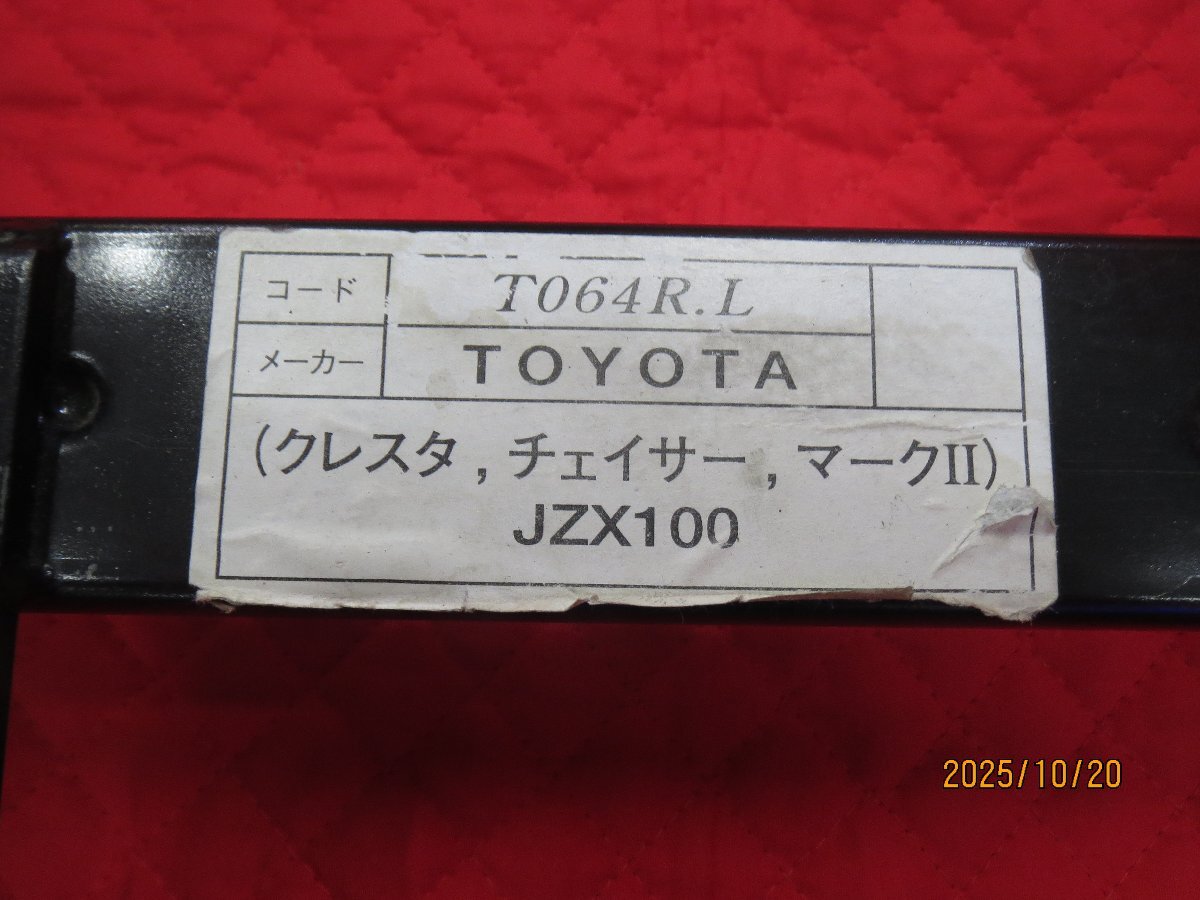 コード T064R.L
メーカー TOYOTA
(クレスタ, チェイサー, マークII)
JZX100
2025/10/20